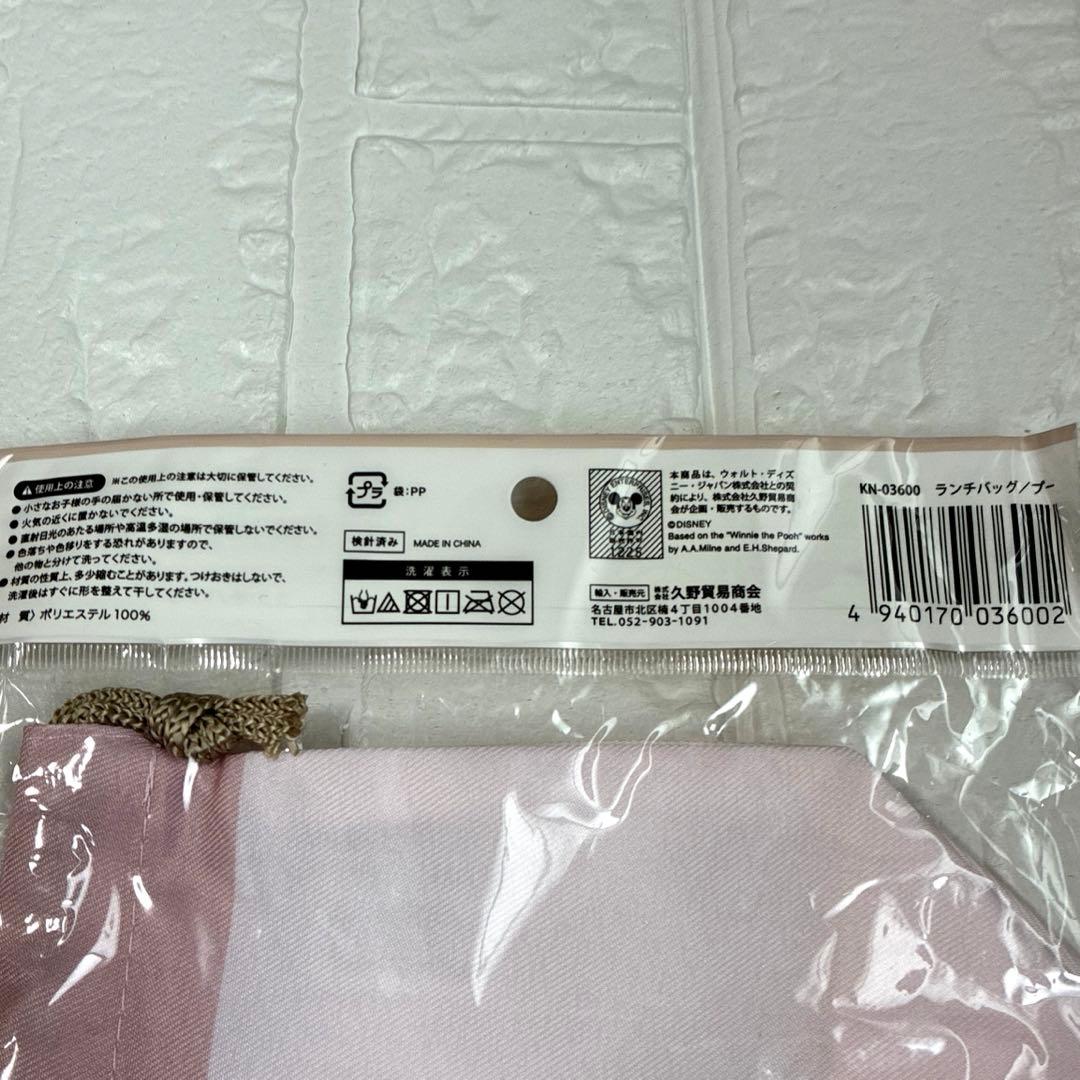 使用上の注意 ※この使用上の注意は大切に保管してください。
● 小さなお子様の手の届かない所で使用・保管してください。
● 火気の近くに置かないでください。
● 直射日光のあたる場所や高温多湿の場所で保管しないでください。
● 色落ちや色移りをする恐れがありますので、
他の物と分けて洗ってください。
● 材質の性質上、多少縮むことがあります。つけおきはしないで、
洗濯後はすぐに形を整えて干してください。
材 質〉ポリエステル100%
プラ 袋:PP
検針済み MADE IN CHINA
洗濯表示
本商品は、ウォルト・ディズ
ニー・ジャパン株式会社との契
約により、株式会社久野貿易商
会が企画・販売するものです。
©DISNEY
Based on the "Winnie the Pooh" works
by A.A.Milne and E.H.Shepard.
1225
輸入・販売元 株式会社久野貿易商会
名古屋市北区楠4丁目1004番地
TEL.052-903-1091
KN-03600 ランチバッグ/プー
4 940170 036002